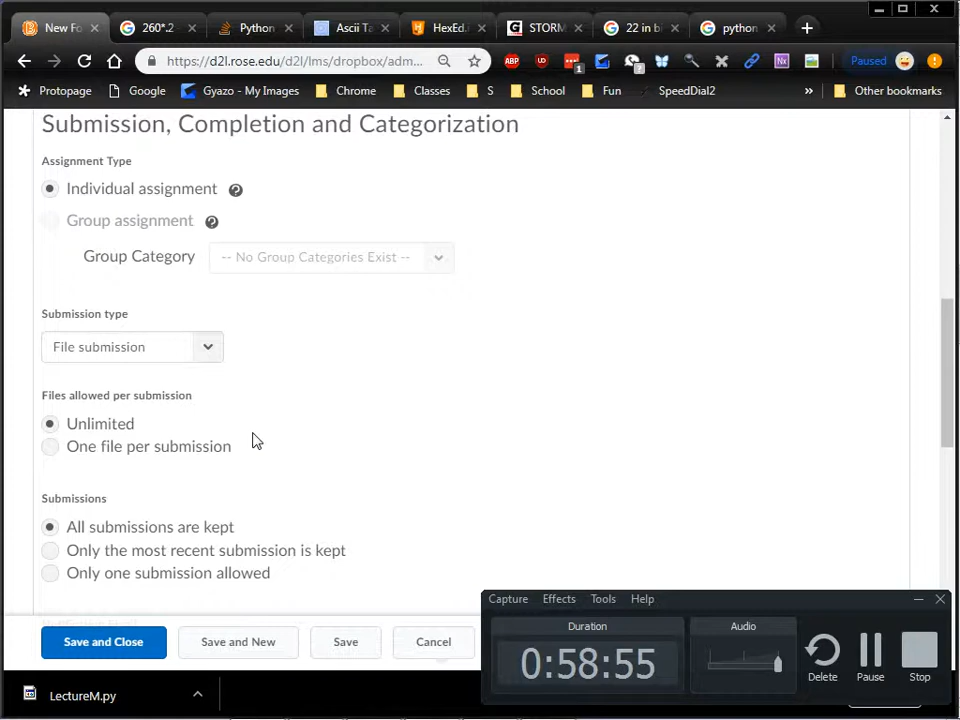 New Fo
260*.2
Python
Ascii Ta
HexEd.
STORM
22 in b
python
https://d2l.rose.edu/d2l/lms/dropbox/adm...
ABP
Nx
Paused
Protopage
Google
Gyazo - My Images
Chrome
Classes
S
School
Fun
SpeedDial2
»
Other bookmarks
Submission, Completion and Categorization
Assignment Type
Individual assignment
Group assignment
Group Category
-- No Group Categories Exist --
Submission type
File submission
Files allowed per submission
Unlimited
One file per submission
Submissions
All submissions are kept
Only the most recent submission is kept
Only one submission allowed
Save and Close
Save and New
Save
Cancel
Capture Effects Tools Help
Duration
Audio
0:58:55
Delete
Pause
Stop
LectureM.py